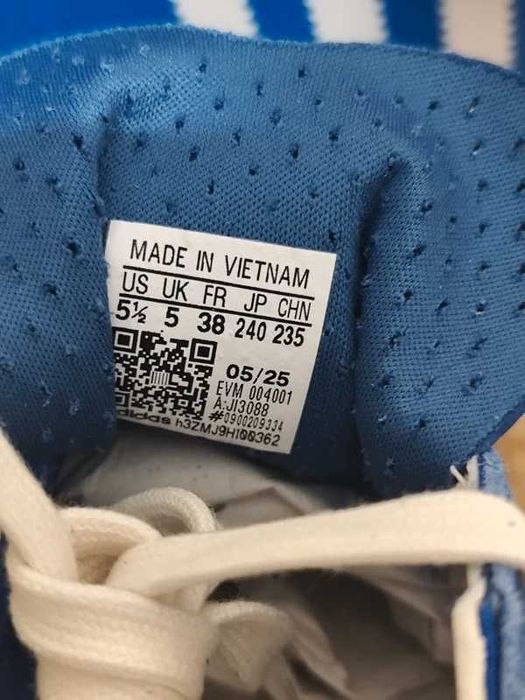 MADE IN VIETNAM
US UK FR JP CHN
5½ 5 38 240 235
05/25
EVM 004001
A:JI3088
#0900209334
adidas h3ZMJ9H100362